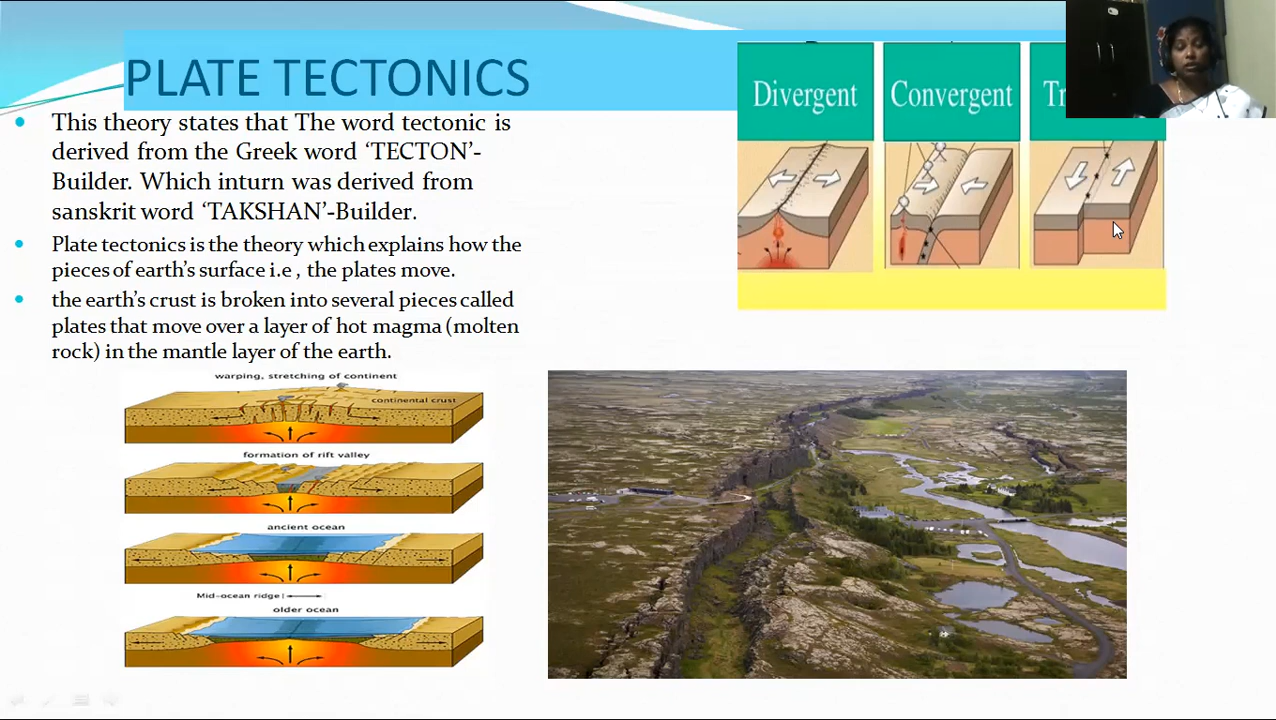 PLATE TECTONICS
This theory states that The word tectonic is
derived from the Greek word ‘TECTON’-
Builder. Which inturn was derived from
sanskrit word ‘TAKSHAN’-Builder.
Plate tectonics is the theory which explains how the
pieces of earth’s surface i.e , the plates move.
the earth’s crust is broken into several pieces called
plates that move over a layer of hot magma (molten
rock) in the mantle layer of the earth.
Divergent
Convergent
warping, stretching of continent
continental crust
formation of rift valley
ancient ocean
Mid-ocean ridge
older ocean